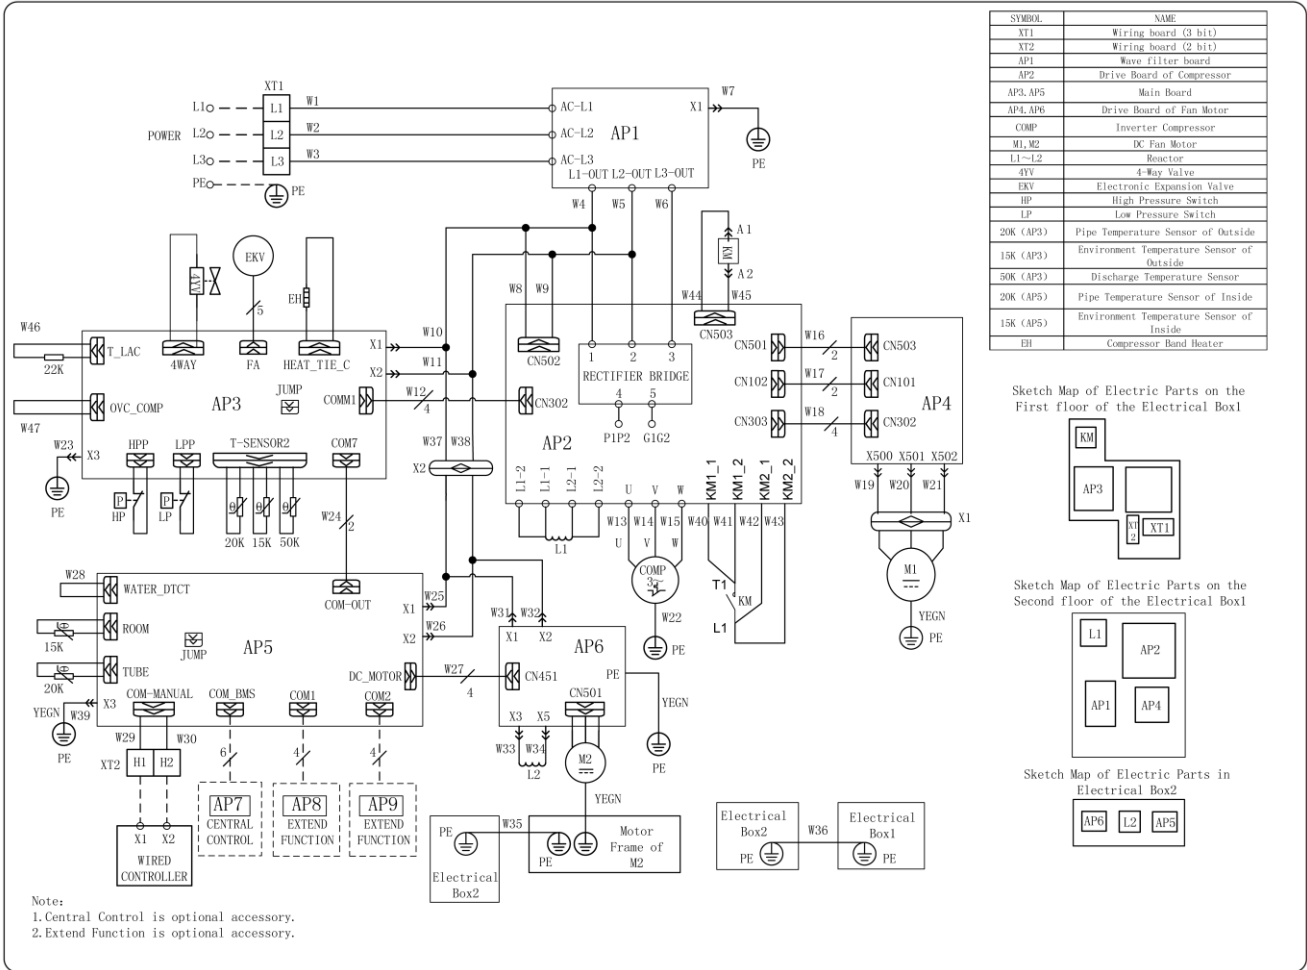 SYMBOL NAME
XT1 Wiring board (3 bit)
XT2 Wiring board (2 bit)
AP1 Wave filter board
AP2 Drive Board of Compressor
AP3. AP5 Main Board
AP4. AP6 Drive Board of Fan Motor
COMP Inverter Compressor
M1, M2 DC Fan Motor
L1～L2 Reactor
4YV 4-Way Valve
EKV Electronic Expansion Valve
HP High Pressure Switch
LP Low Pressure Switch
20K (AP3) Pipe Temperature Sensor of Outside
15K (AP3) Environment Temperature Sensor of
Outside
50K (AP3) Discharge Temperature Sensor
20K (AP5) Pipe Temperature Sensor of Inside
15K (AP5) Environment Temperature Sensor of
Inside
EH Compressor Band Heater
XT1
L1 L1 W1 AC-L1
POWER L2 L2 W2 AC-L2
L3 L3 W3 AC-L3
PE PE
AP1
X1 W7
PE
L1-OUT L2-OUT L3-OUT
W4 W5 W6
4YV
EKV
5
EH
W8 W9
A1
KM
A2
W44 W45
W46
T_LAC
22K
4WAY FA HEAT_TIE_C
X1 W10
X2 W11
OVC_COMP
W47
AP3
JUMP
COMM1 W12 4 CN302
W23 X3
PE
HPP LPP T-SENSOR2 COM7
P HP
P LP
θ θ θ
20K 15K 50K
W24 2
W37 W38
X2
CN502 CN503
1 2 3
RECTIFIER BRIDGE
4 5
P1P2 G1G2
AP2
CN501 W16 2 CN503
CN102 W17 2 CN101
CN303 W18 4 CN302
AP4
X500 X501 X502
W19 W20 W21
X1
M1
YEGN
PE
L1-2 L1-1 L2-1 L2-2
L1
U V W
W13 W14 W15
U V W
COMP
3~
W22
PE
KM1_1 KM1_2 KM2_1 KM2_2
W40 W41 W42 W43
T1
KM
L1
W28 WATER_DTCT
ROOM
θ
15K
TUBE
θ
20K
COM-OUT
X1 W25
X2 W26
JUMP
AP5
DC_MOTOR W27 4 CN451
YEGN W39 X3
PE
COM-MANUAL COM_BMS COM1 COM2
W29 W30
XT2 H1 H2
X1 X2
WIRED
CONTROLLER
6 4 4
AP7
CENTRAL
CONTROL
AP8
EXTEND
FUNCTION
AP9
EXTEND
FUNCTION
W31 W32
X1 X2
AP6
PE
YEGN
PE
CN501
X3 X5
W33 W34
L2
M2
YEGN
PE W35 PE
Electrical
Box2
Motor
Frame of
M2
Electrical
Box2
PE
W36
Electrical
Box1
PE
Sketch Map of Electric Parts on the
First floor of the Electrical Box1
KM
AP3
XT
2
XT1
Sketch Map of Electric Parts on the
Second floor of the Electrical Box1
L1
AP2
AP1
AP4
Sketch Map of Electric Parts in
Electrical Box2
AP6 L2 AP5
Note:
1. Central Control is optional accessory.
2. Extend Function is optional accessory.